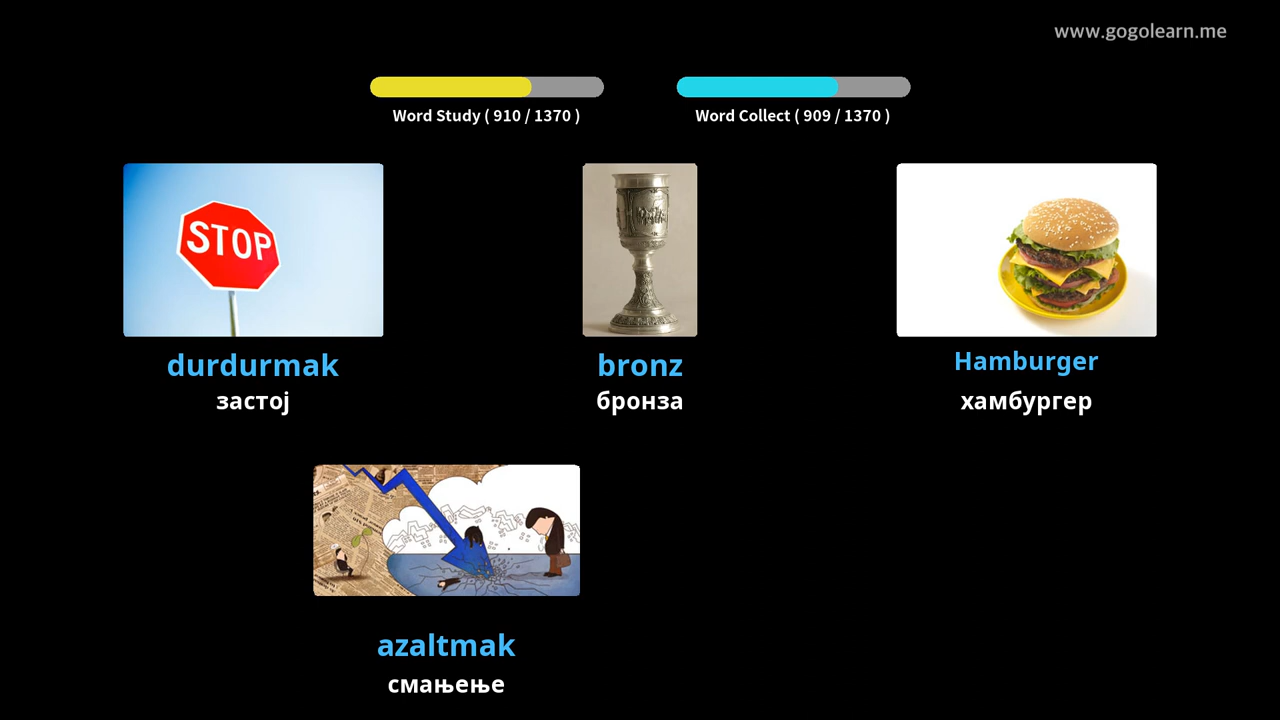 www.gogolearn.me
Word Study ( 910 / 1370 )
Word Collect ( 909 / 1370 )
STOP
durdurmak
bronz
Hamburger
застој
бронза
хамбургер
azaltmak
смањење